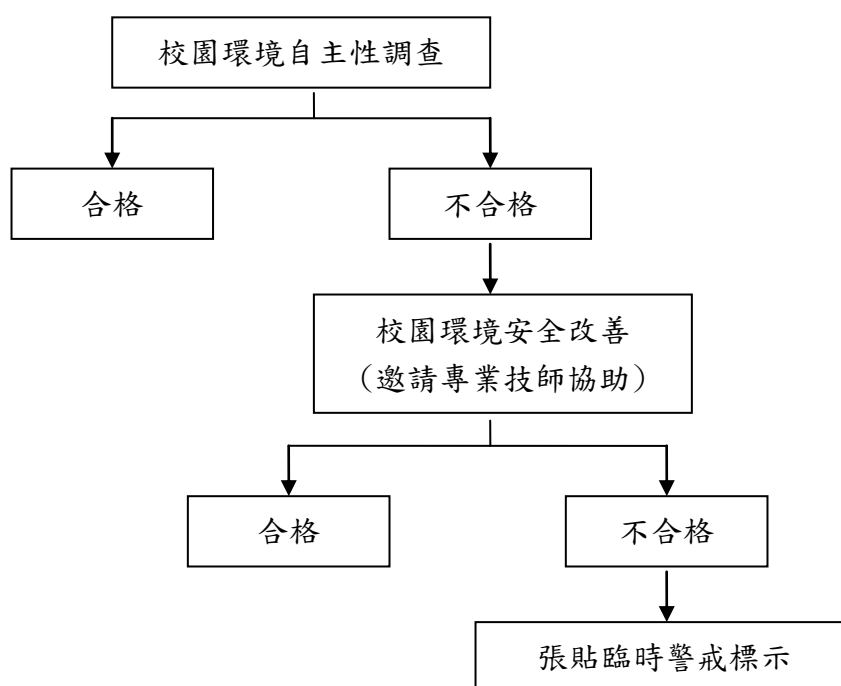 校園環境自主性調查
合格
不合格
校園環境安全改善
（邀請專業技師協助）
合格
不合格
張貼臨時警戒標示